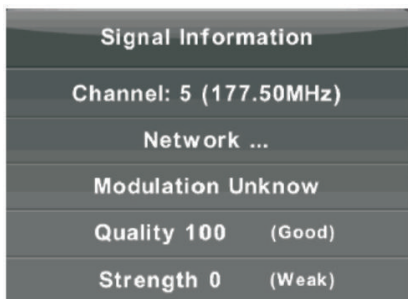 Signal Information
Channel: 5 (177.50MHz)
Network ...
Modulation Unknow
Quality 100 (Good)
Strength 0 (Weak)